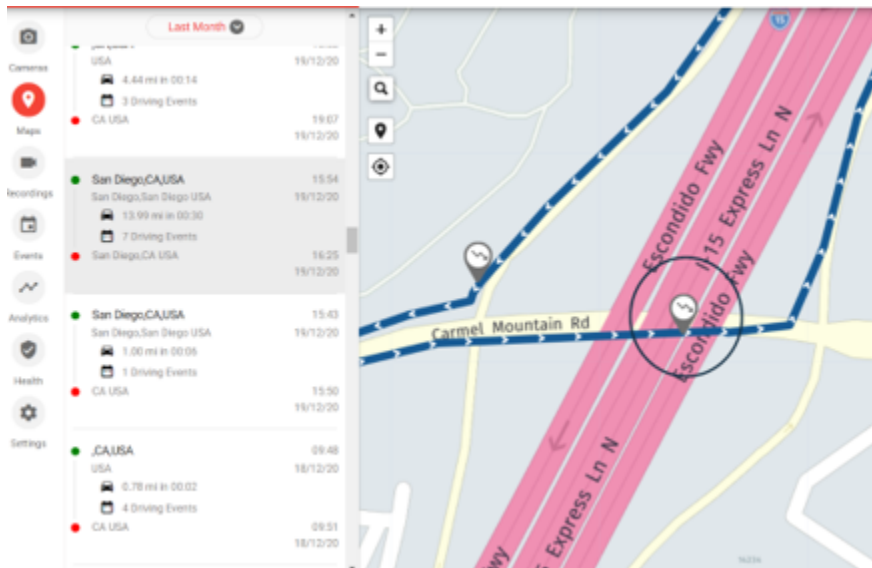 Last Month
Cameras
Maps
Recordings
Events
Analytics
Health
Settings
USA
19/12/20
4.44 mi in 00:14
3 Driving Events
CA USA
19:07
19/12/20
San Diego,CA,USA
15:54
San Diego,San Diego USA
19/12/20
13.99 mi in 00:30
7 Driving Events
San Diego,CA USA
16:25
19/12/20
San Diego,CA,USA
15:43
San Diego,San Diego USA
19/12/20
1.00 mi in 00:06
1 Driving Events
CA USA
15:50
19/12/20
,CA,USA
09:48
USA
18/12/20
0.78 mi in 00:02
4 Driving Events
CA USA
09:51
18/12/20
+
−
15
Escondido Fwy
I-15 Express Ln N
Escondido Fwy
Carmel Mountain Rd
5 Express Ln N
wy